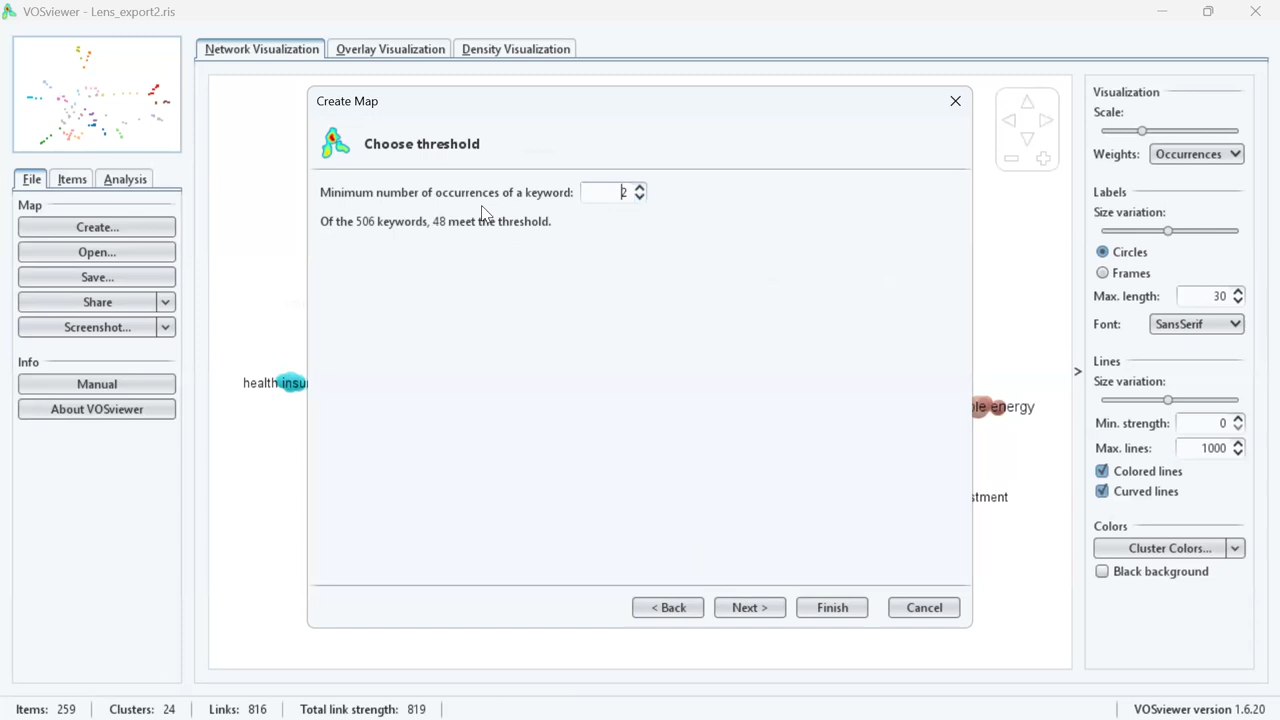 VOSviewer - Lens_export2.ris
Network Visualization
Overlay Visualization
Density Visualization
File
Items
Analysis
Map
Create...
Open...
Save...
Share
Screenshot...
Info
Manual
About VOSviewer
Create Map
Choose threshold
Minimum number of occurrences of a keyword: 2
Of the 506 keywords, 48 meet the threshold.
< Back
Next >
Finish
Cancel
health insu
le energy
stment
>
Visualization
Scale:
Weights: Occurrences
Labels
Size variation:
Circles
Frames
Max. length: 30
Font: SansSerif
Lines
Size variation:
Min. strength: 0
Max. lines: 1000
Colored lines
Curved lines
Colors
Cluster Colors...
Black background
Items: 259
Clusters: 24
Links: 816
Total link strength: 819
VOSviewer version 1.6.20